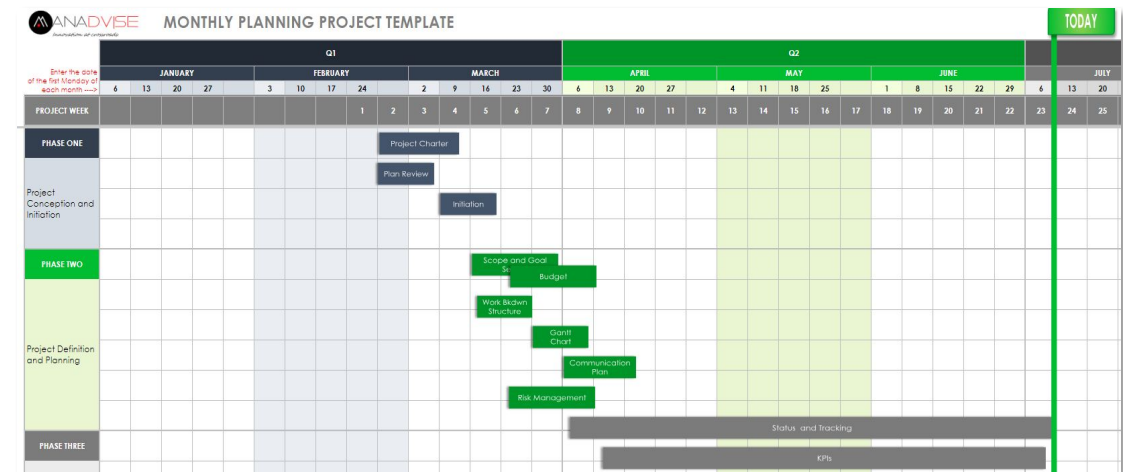 MANADVISE
MONTHLY PLANNING PROJECT TEMPLATE
TODAY
Q1 Q2
Enter the date
of the first Monday of
each month ---->
JANUARY FEBRUARY MARCH APRIL MAY JUNE JULY
6 13 20 27 3 10 17 24 2 9 16 23 30 6 13 20 27 4 11 18 25 1 8 15 22 29 6 13 20
PROJECT WEEK 1 2 3 4 5 6 7 8 9 10 11 12 13 14 15 16 17 18 19 20 21 22 23 24 25
PHASE ONE
Project Charter
Plan Review
Project
Conception and
Initiation
Initiation
PHASE TWO
Scope and Goal
Budget
Work Bkdwn
Structure
Gantt
Chart
Project Definition
and Planning
Communication
Plan
Risk Management
Status and Tracking
PHASE THREE
KPIs